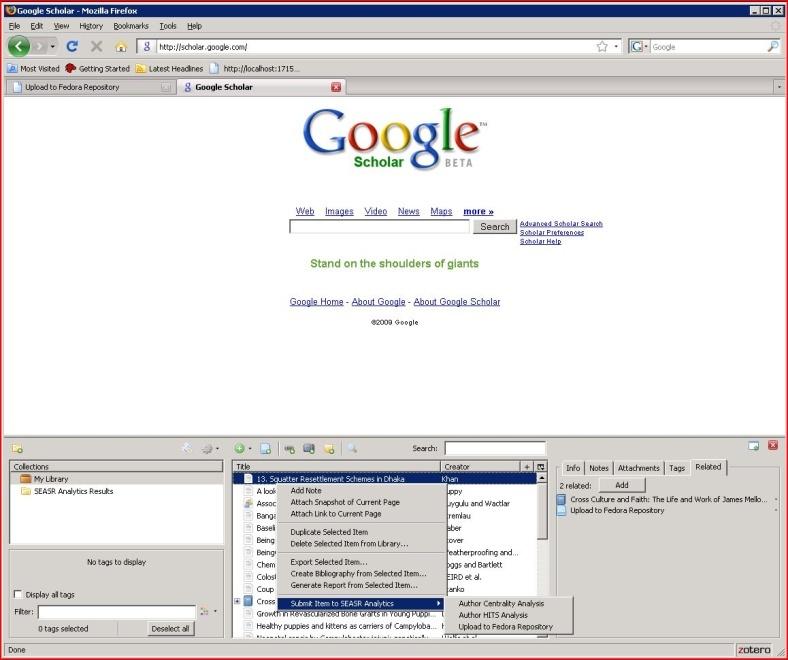 Google Scholar - Mozilla Firefox
File Edit View History Bookmarks Tools Help
http://scholar.google.com/
Google
Most Visited Getting Started Latest Headlines http://localhost:1715...
Upload to Fedora Repository Google Scholar
Google™
Scholar BETA
Web Images Video News Maps more »
Search
Advanced Scholar Search
Scholar Preferences
Scholar Help
Stand on the shoulders of giants
Google Home - About Google - About Google Scholar
©2009 Google
Search:
Collections
My Library
SEASR Analytics Results
No tags to display
Display all tags
Filter:
0 tags selected Deselect all
Title Creator
13. Squatter Resettlement Schemes in Dhaka Khan
A look uppy
Assoc uygulu and Wactlar
Banga remlau
Baseli aber
Being cover
Being eatherproofing and...
Chem oggs and Bartlett
Colos EIRD et al.
Coup tanko
Cross
Growth in Revascularized Bone Grafts in Young Puppi...
Healthy puppies and kittens as carriers of Campyloba...
Add Note
Attach Snapshot of Current Page
Attach Link to Current Page
Duplicate Selected Item
Delete Selected Item from Library...
Export Selected Item...
Create Bibliography from Selected Item...
Generate Report from Selected Item...
Submit Item to SEASR Analytics
Author Centrality Analysis
Author HITS Analysis
Upload to Fedora Repository
Info Notes Attachments Tags Related
2 related: Add
Cross Culture and Faith: The Life and Work of James Mello...
Upload to Fedora Repository
Done
zotero